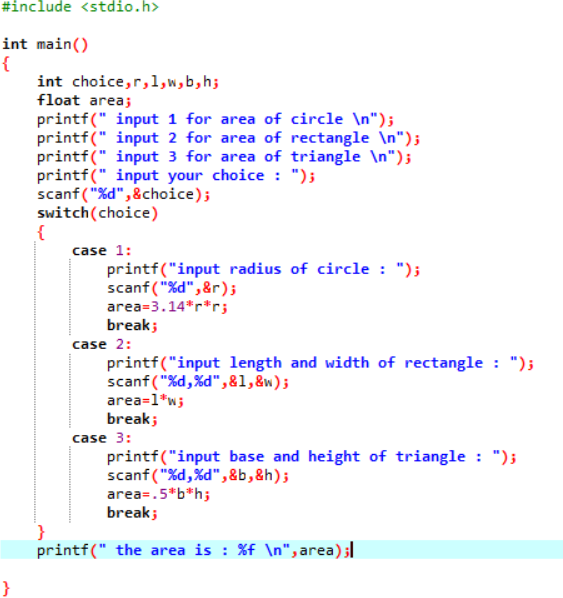 #include <stdio.h>
int main()
{
int choice,r,l,w,b,h;
float area;
printf(" input 1 for area of circle \n");
printf(" input 2 for area of rectangle \n");
printf(" input 3 for area of triangle \n");
printf(" input your choice : ");
scanf("%d",&choice);
switch(choice)
{
case 1:
printf("input radius of circle : ");
scanf("%d",&r);
area=3.14*r*r;
break;
case 2:
printf("input length and width of rectangle : ");
scanf("%d,%d",&l,&w);
area=l*w;
break;
case 3:
printf("input base and height of triangle : ");
scanf("%d,%d",&b,&h);
area=.5*b*h;
break;
}
printf(" the area is : %f \n",area);
}